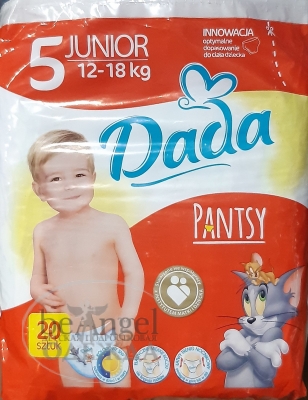 5 JUNIOR
12-18 kg
INNOWACJA
optymalne
dopasowanie
do ciała dziecka
Dada
PANTSY
beAngel
20
SZTUK